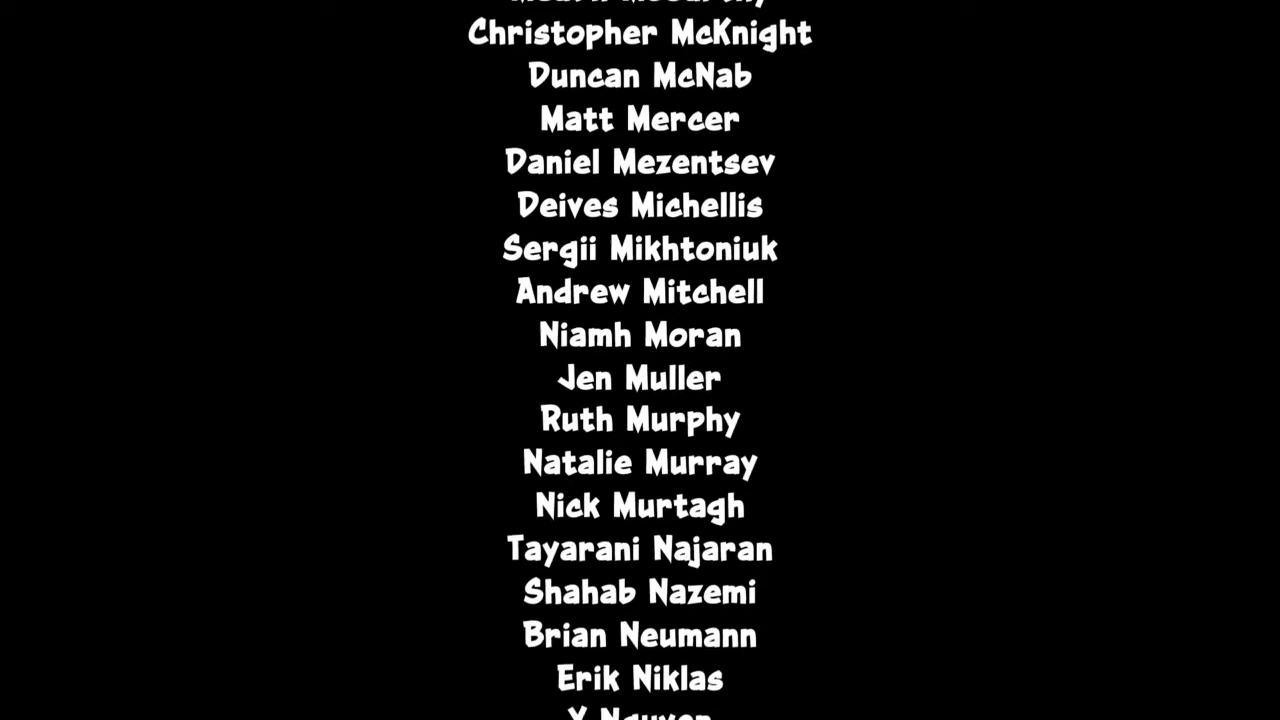 Christopher McKnight
Duncan McNab
Matt Mercer
Daniel Mezentsev
Deives Michellis
Sergii Mikhtoniuk
Andrew Mitchell
Niamh Moran
Jen Muller
Ruth Murphy
Natalie Murray
Nick Murtagh
Tayarani Najaran
Shahab Nazemi
Brian Neumann
Erik Niklas
Y Nguyen